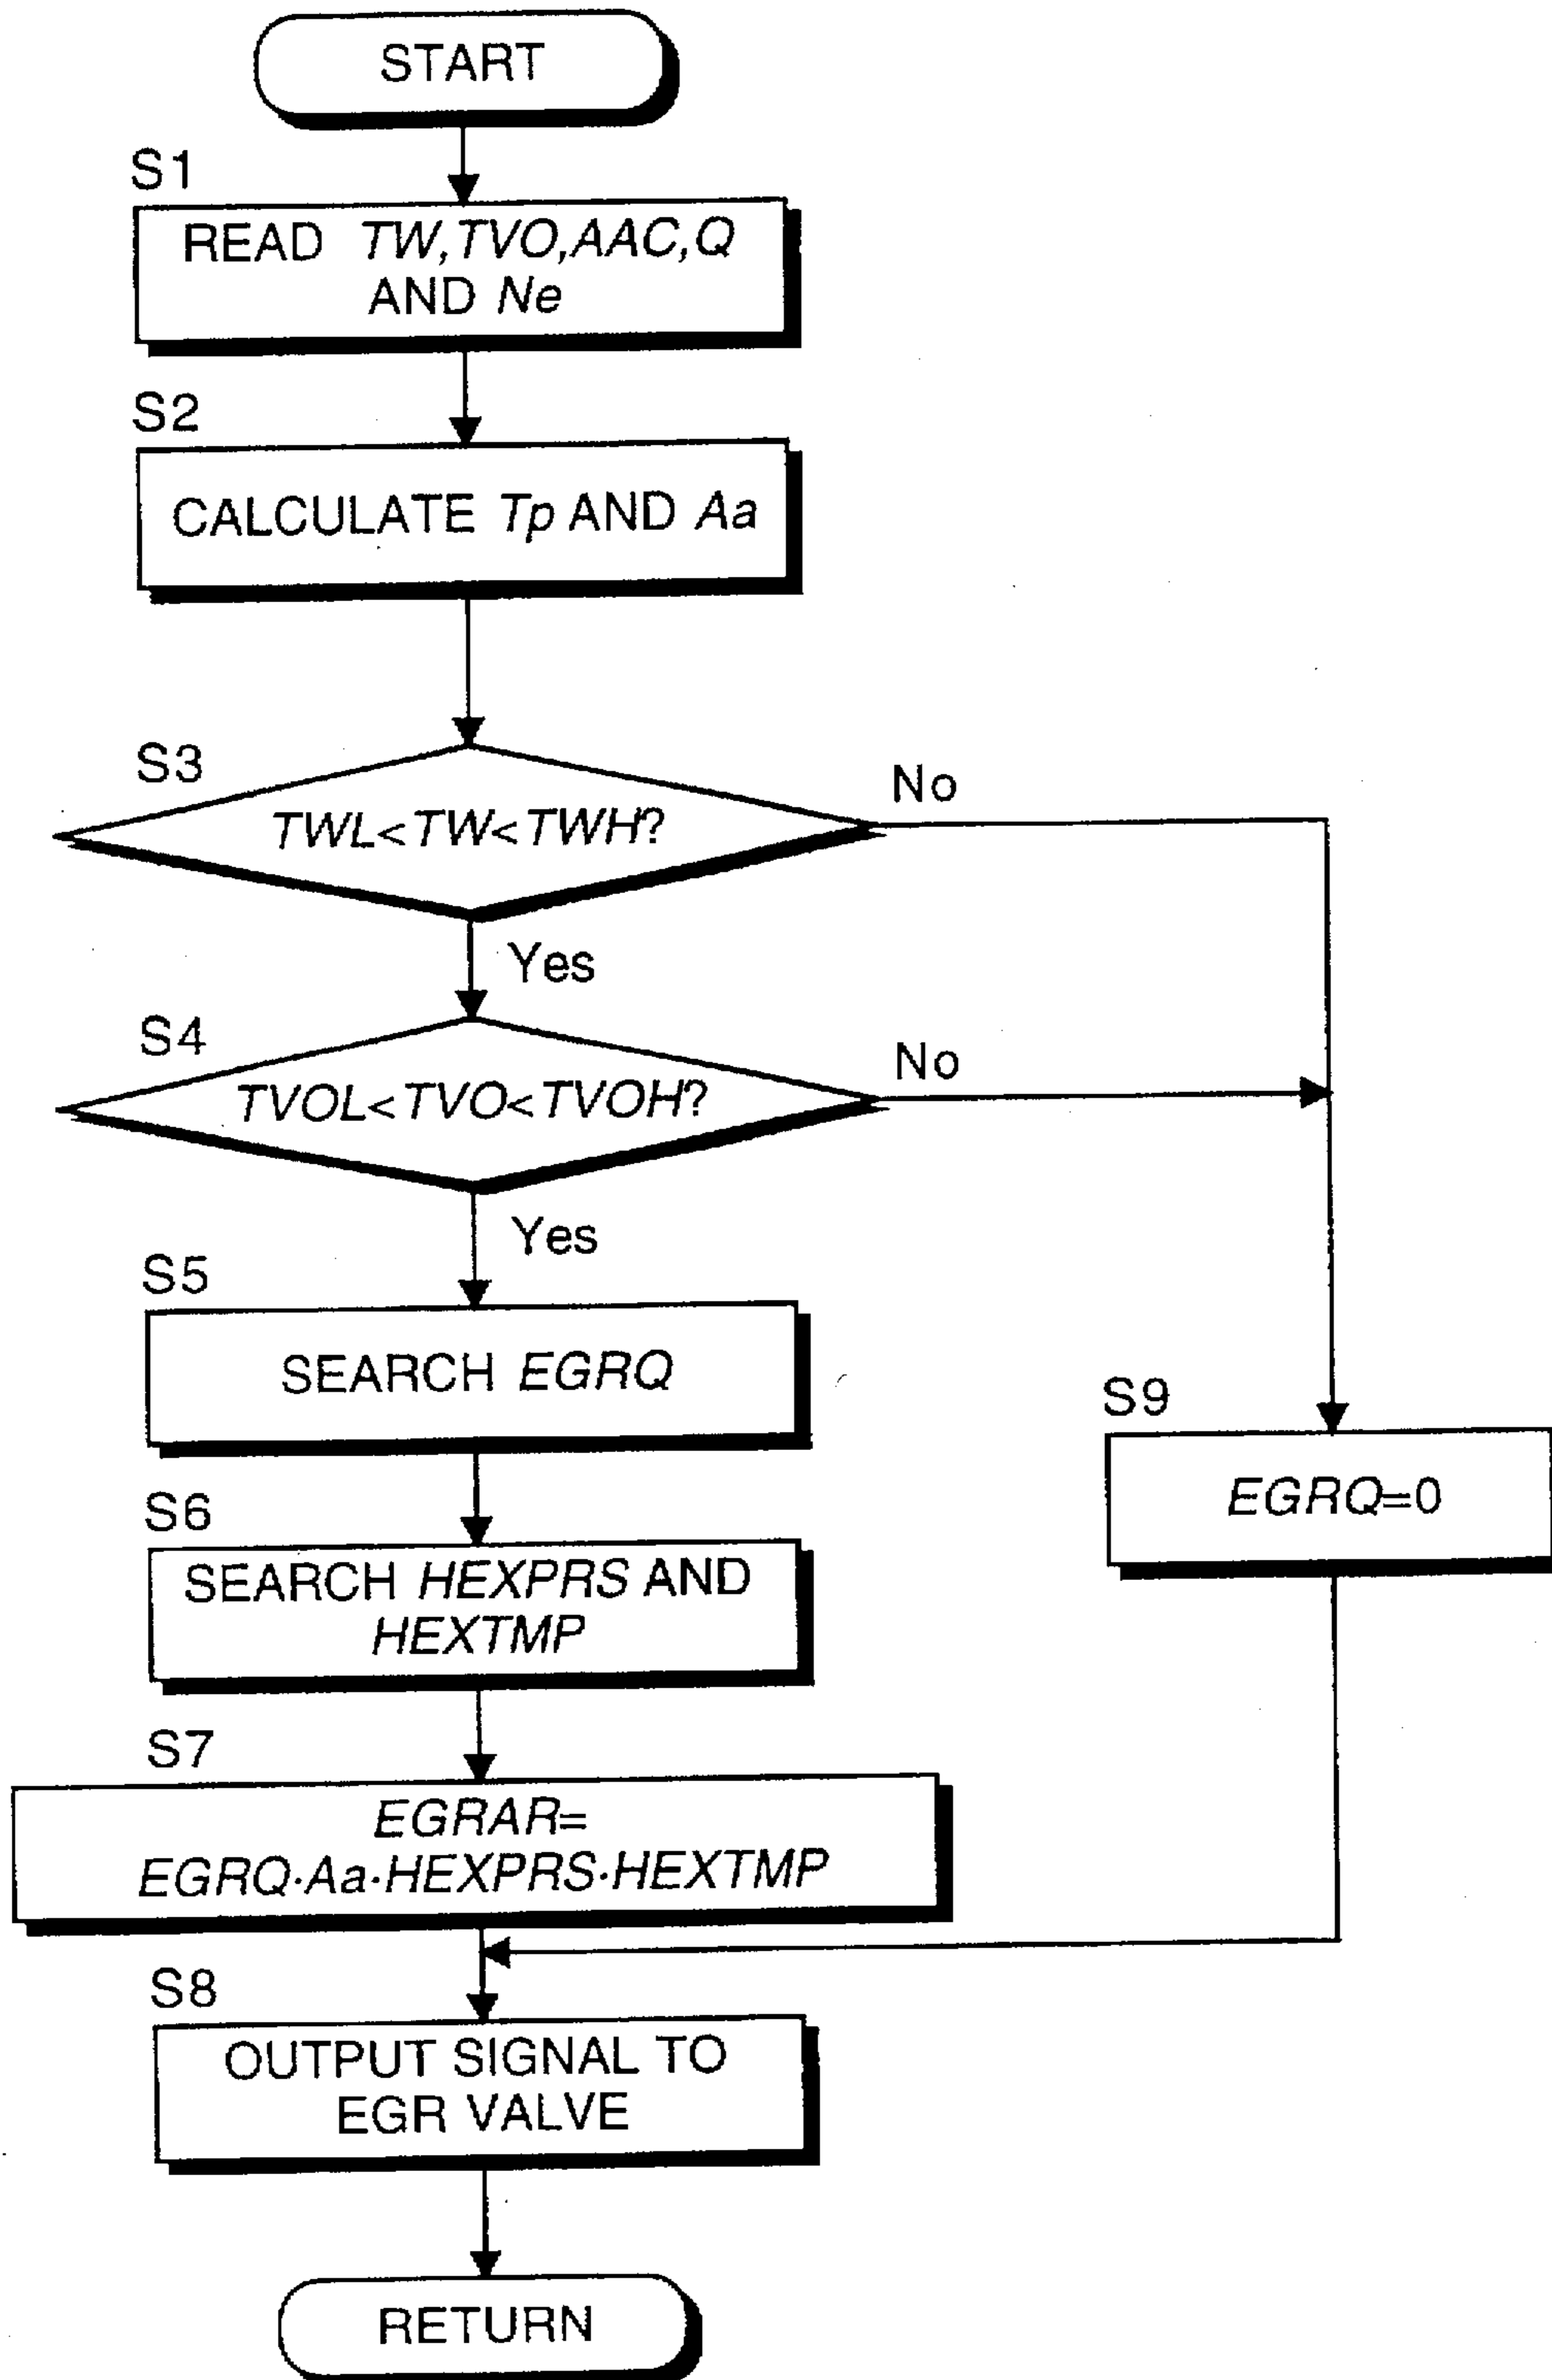 START
S1
READ TW,TVO,AAC,Q
AND Ne
S2
CALCULATE Tp AND Aa
S3
TWL<TW<TWH?
No
Yes
S4
TVOL<TVO<TVOH?
No
Yes
S5
SEARCH EGRQ
S9
EGRQ=0
S6
SEARCH HEXPRS AND
HEXTMP
S7
EGRAR=
EGRQ·Aa·HEXPRS·HEXTMP
S8
OUTPUT SIGNAL TO
EGR VALVE
RETURN